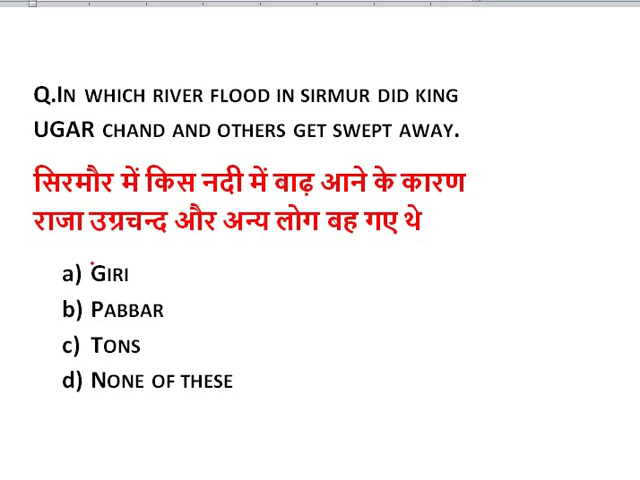 Q.In which river flood in Sirmur did king
UGAR chand and others get swept away.
सिरमौर में किस नदी में वाढ़ आने के कारण
राजा उग्रचन्द और अन्य लोग वह गए थे
a) Giri
b) Pabbar
c) Tons
d) None of these